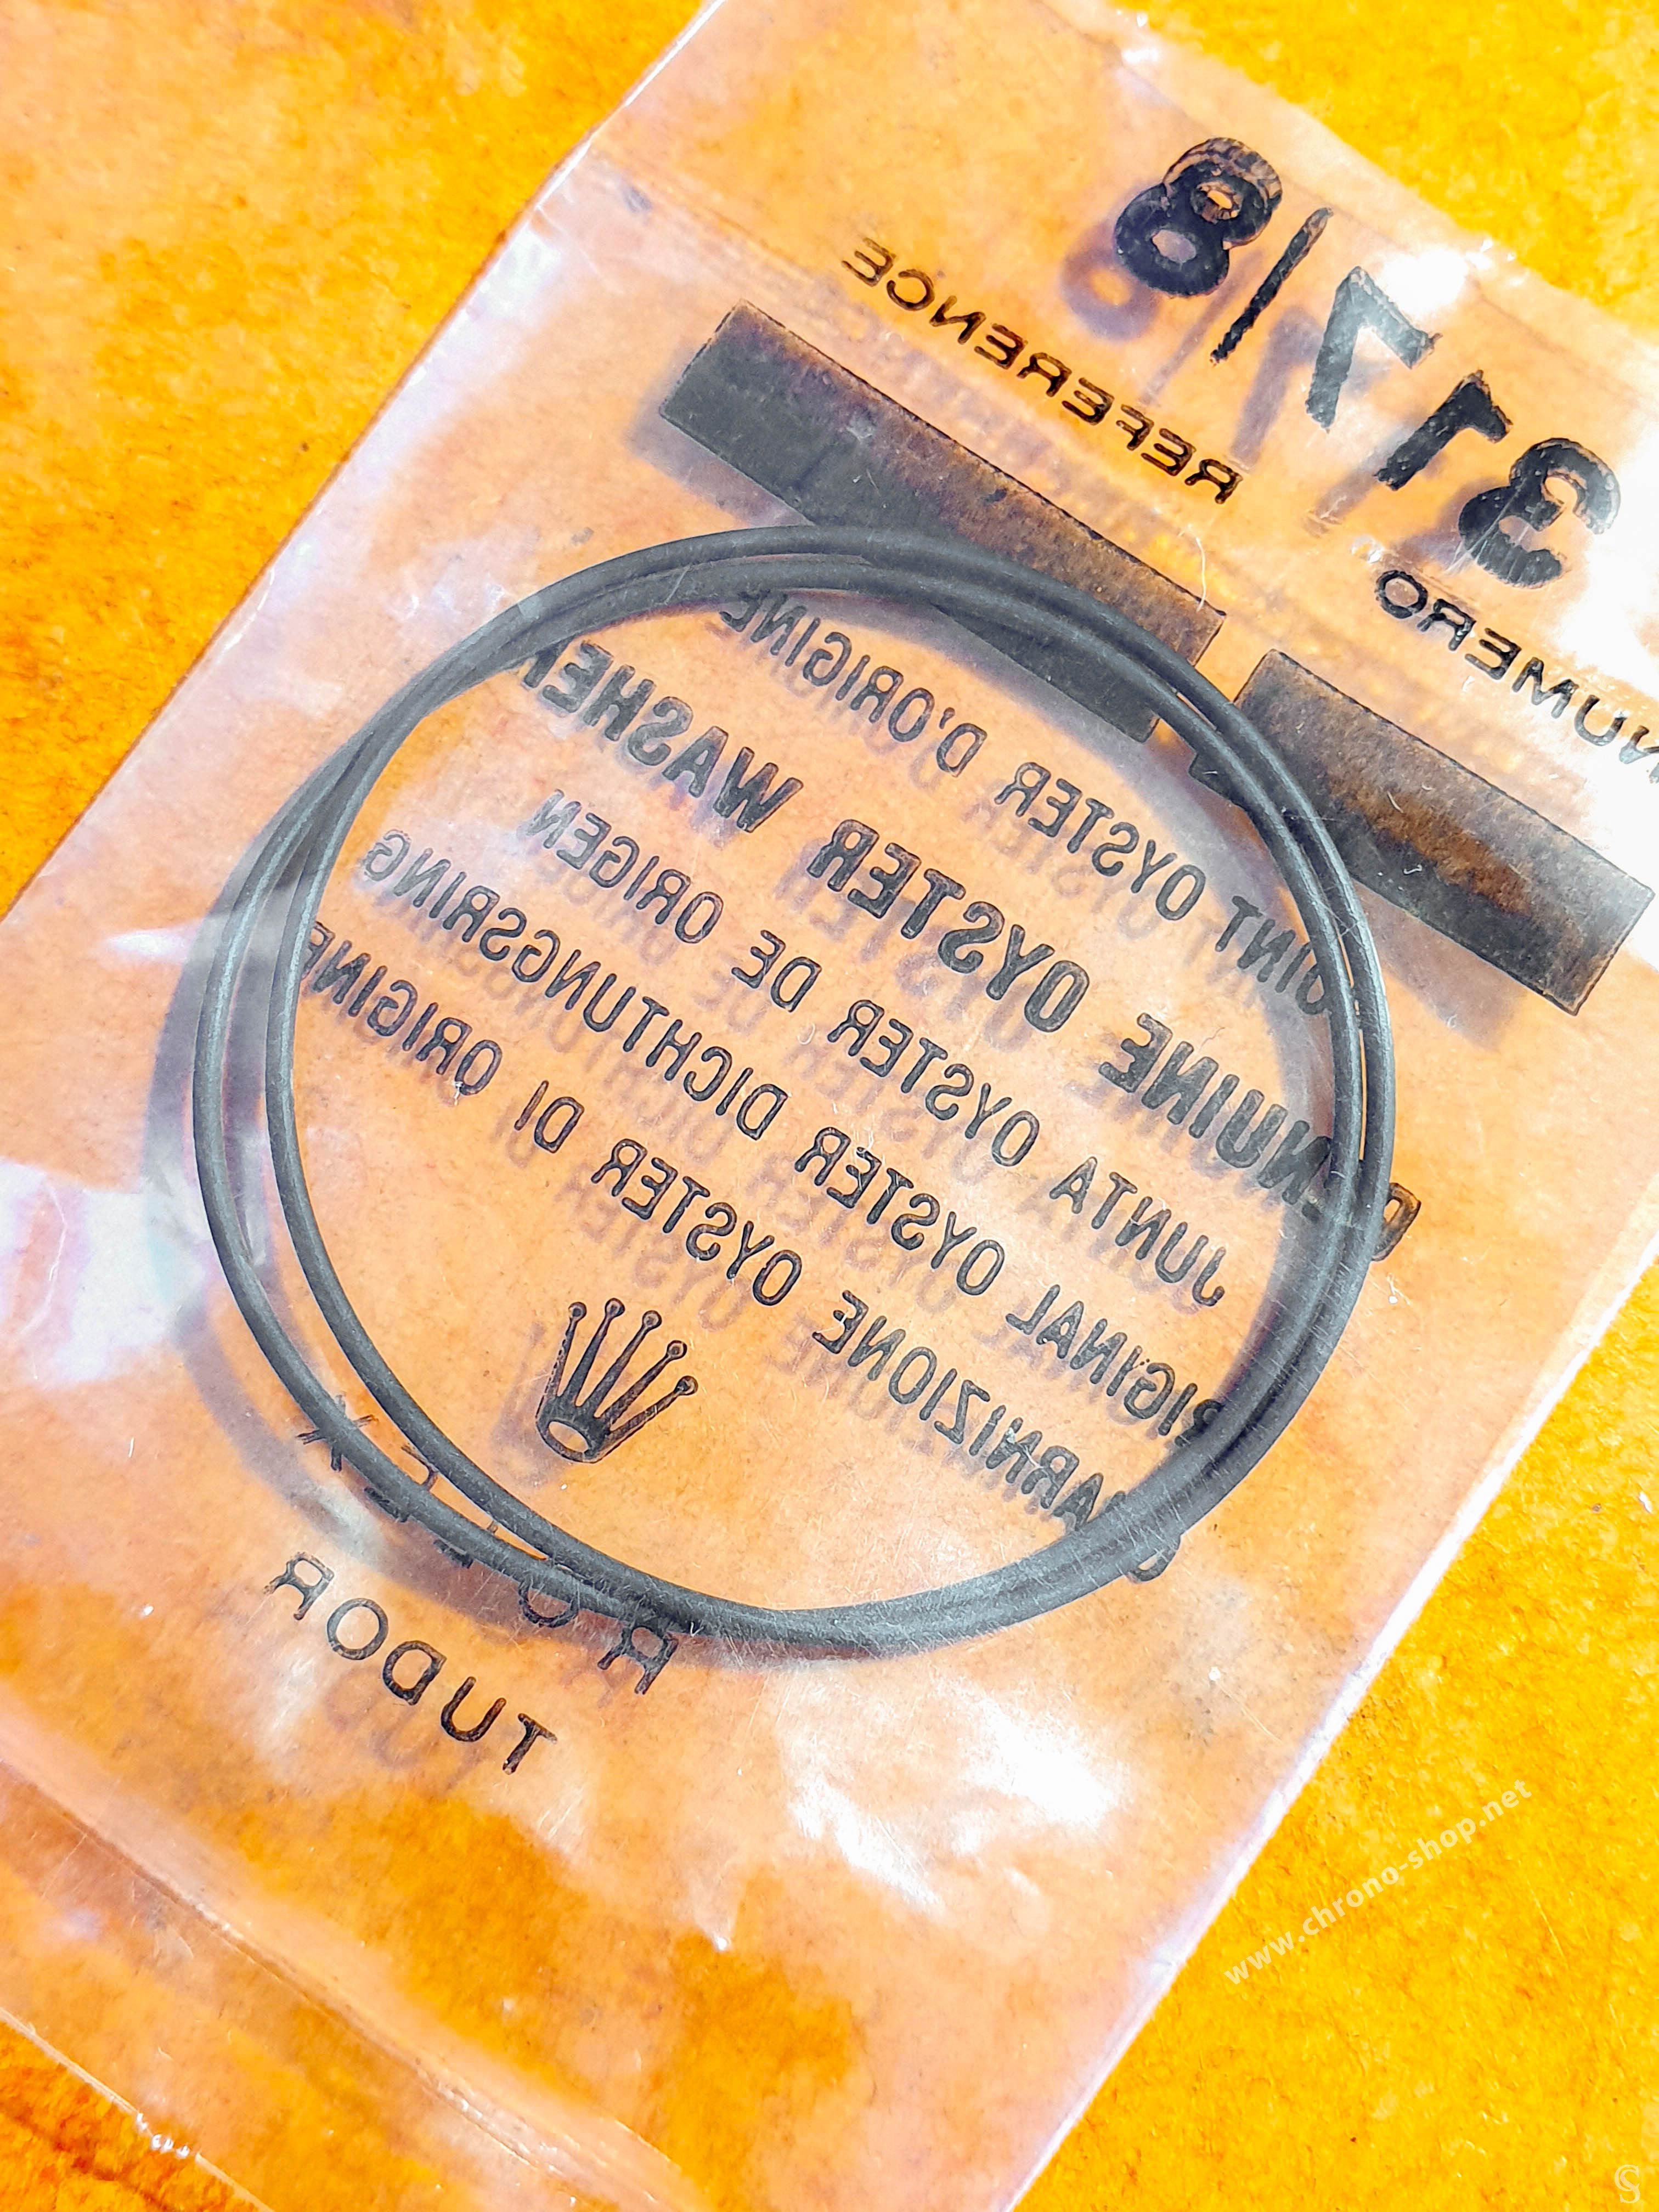 317/8
NUMERO REFERENCE
JOINT OYSTER D'ORIGINE
GENUINE OYSTER WASHER
JUNTA OYSTER DE ORIGEN
ORIGINAL OYSTER DICHTUNGSRING
GUARNIZIONE OYSTER DI ORIGINE
ROLEX
TUDOR
www.chrono-shop.net